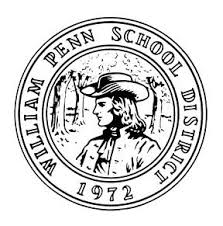 WILLIAM PENN SCHOOL DISTRICT
1972